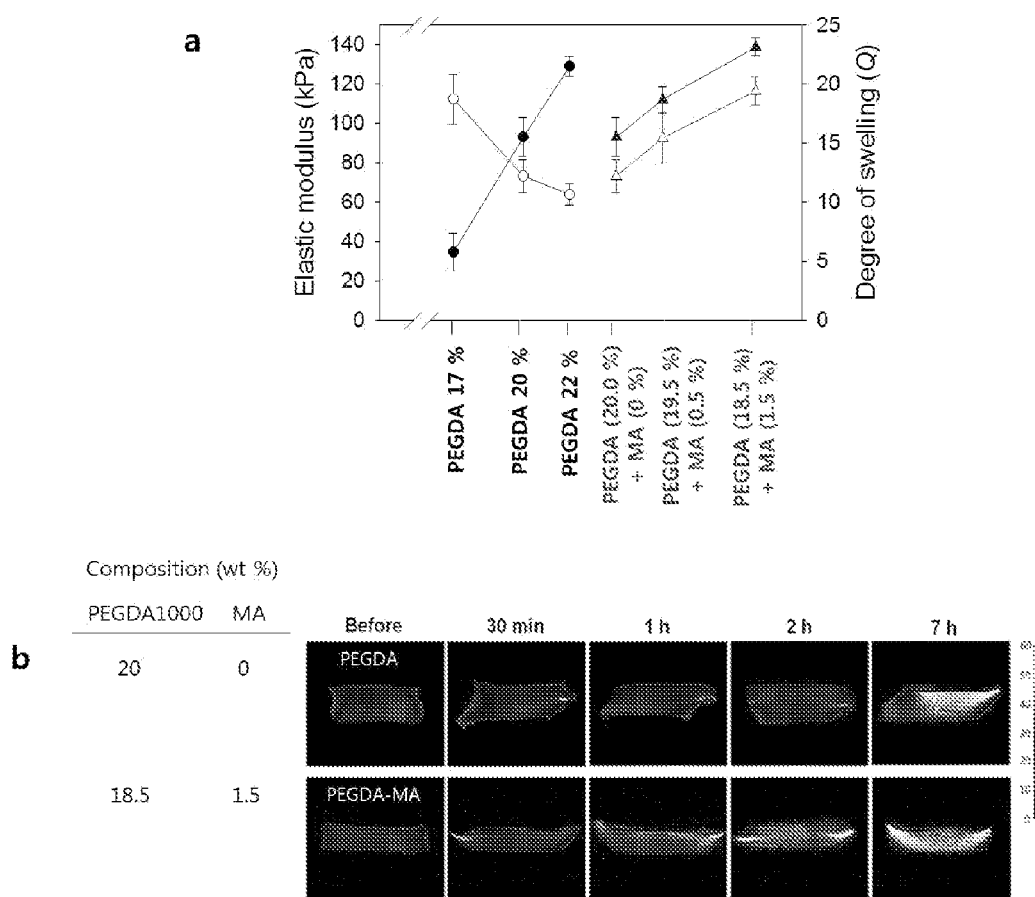 a
Elastic modulus (kPa)
140
120
100
80
60
40
20
0
25
20
15
10
5
0
Degree of swelling (Q)
PEGDA 17 %
PEGDA 20 %
PEGDA 22 %
PEGDA (20.0 %)
+ MA (0 %)
PEGDA (19.5 %)
+ MA (0.5 %)
PEGDA (18.5 %)
+ MA (1.5 %)
b
Composition (wt %)
PEGDA1000 MA
20 0
18.5 1.5
Before 30 min 1 h 2 h 7 h
PEGDA
PEGDA-MA